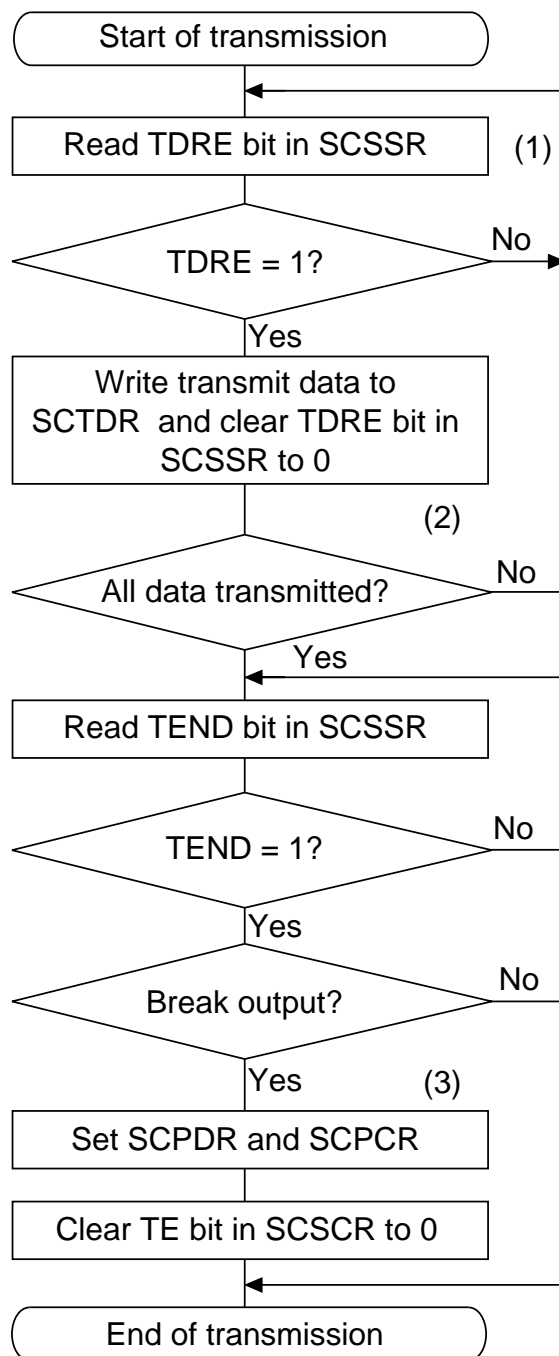 Start of transmission
Read TDRE bit in SCSSR
(1)
TDRE = 1?
No
Yes
Write transmit data to
SCTDR and clear TDRE bit in
SCSSR to 0
(2)
All data transmitted?
No
Yes
Read TEND bit in SCSSR
TEND = 1?
No
Yes
Break output?
No
Yes
(3)
Set SCPDR and SCPCR
Clear TE bit in SCSCR to 0
End of transmission